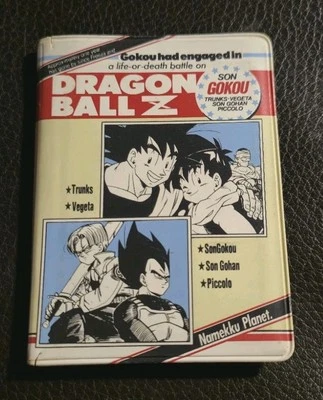 Gokou had engaged in
a life-or-death battle on
DRAGON
BALL Z
SON
GOKOU
TRUNKS·VEGETA
SON GOHAN
PICCOLO
★Trunks
★Vegeta
★SonGokou
★Son Gohan
★Piccolo
Namekku Planet.